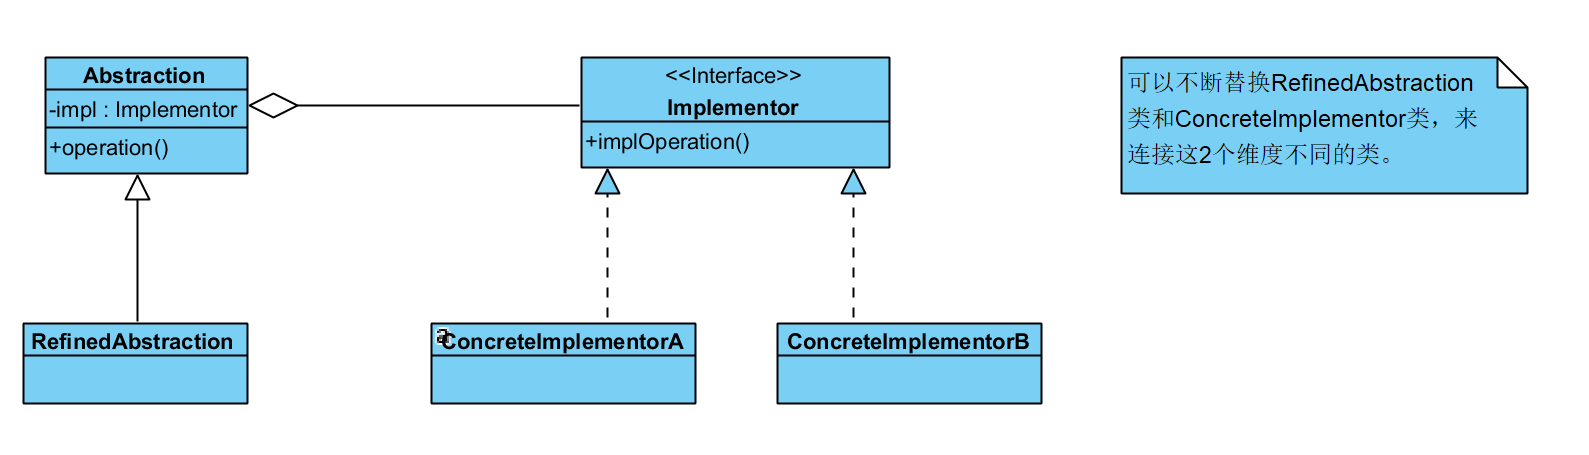 Abstraction
-impl : Implementor
+operation()
<<Interface>>
Implementor
+implOperation()
可以不断替换RefinedAbstraction
类和ConcreteImplementor类，来
连接这2个维度不同的类。
RefinedAbstraction
a
ConcreteImplementorA
ConcreteImplementorB